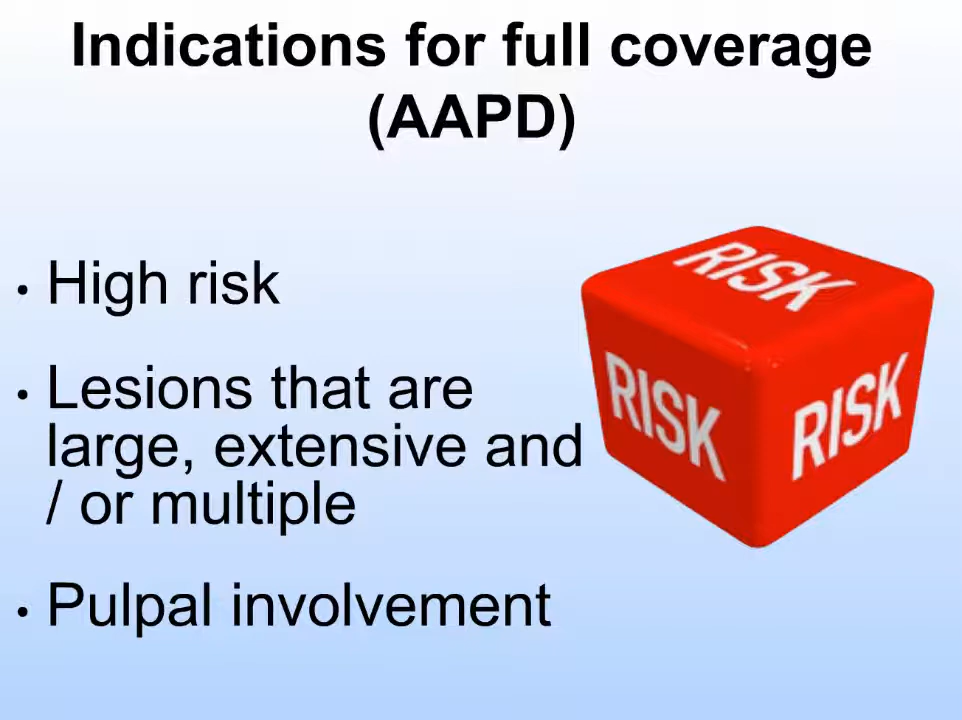 Indications for full coverage
(AAPD)
• High risk
• Lesions that are
large, extensive and
/ or multiple
• Pulpal involvement
RISK
RISK
RISK